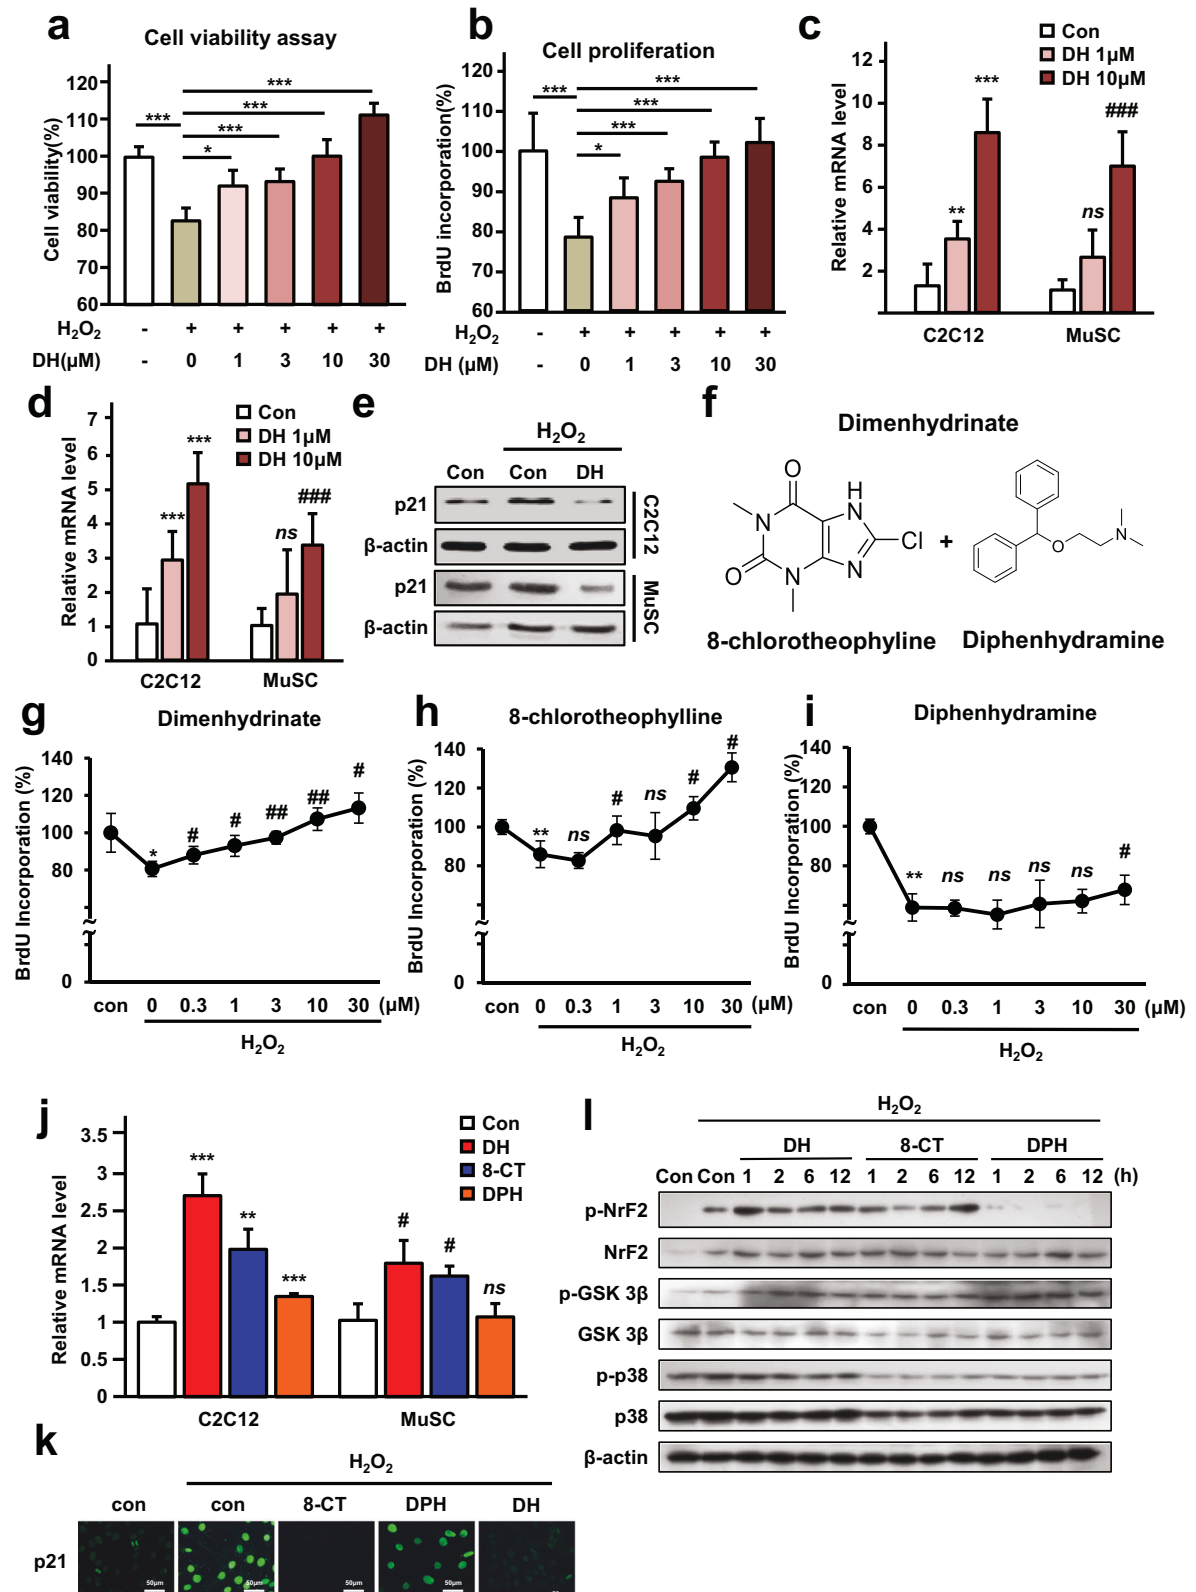 a
Cell viability assay
Cell viability(%)
120
110
100
90
80
70
60
***
***
***
***
*
H₂O₂ - + + + + +
DH(μM) - 0 1 3 10 30
b
Cell proliferation
BrdU incorporation(%)
120
110
100
90
80
70
60
***
***
***
***
*
H₂O₂ - + + + + +
DH (μM) - 0 1 3 10 30
c
Con
DH 1μM
DH 10μM
Relative mRNA level
12
10
8
6
4
2
** *** ns ###
C2C12 MuSC
d
Con
DH 1μM
DH 10μM
Relative mRNA level
7
6
5
4
3
2
1
0
*** *** ns ###
C2C12 MuSC
e
H₂O₂
Con Con DH
p21
β-actin
C2C12
p21
β-actin
MuSC
f
Dimenhydrinate
O
H
N
N
O
N
N
Cl
+
O
N
8-chlorotheophyline Diphenhydramine
g
Dimenhydrinate
BrdU Incorporation (%)
140
120
100
80
0
* # # ## ## #
con 0 0.3 1 3 10 30 (μM)
H₂O₂
h
8-chlorotheophylline
BrdU Incorporation (%)
140
120
100
80
0
** ns # ns # #
con 0 0.3 1 3 10 30 (μM)
H₂O₂
i
Diphenhydramine
BrdU Incorporation (%)
140
120
100
80
0
** ns ns ns ns #
con 0 0.3 1 3 10 30 (μM)
H₂O₂
j
Con
DH
8-CT
DPH
Relative mRNA level
3.5
3
2.5
2
1.5
1
0.5
0
*** ** *** # # ns
C2C12 MuSC
k
H₂O₂
con con 8-CT DPH DH
p21
50μm 50μm 50μm 50μm
l
H₂O₂
DH 8-CT DPH
Con Con 1 2 6 12 1 2 6 12 1 2 6 12 (h)
p-NrF2
NrF2
p-GSK 3β
GSK 3β
p-p38
p38
β-actin